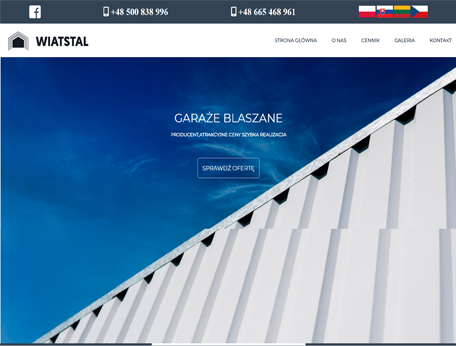 +48 500 838 996
+48 665 468 961
WIATSTAL
STRONA GŁÓWNA
O NAS
CENNIK
GALERIA
KONTAKT
GARAŻE BLASZANE
PRODUCENT,ATRAKCYJNE CENY SZYBKA REALIZACJA
SPRAWDŹ OFERTĘ